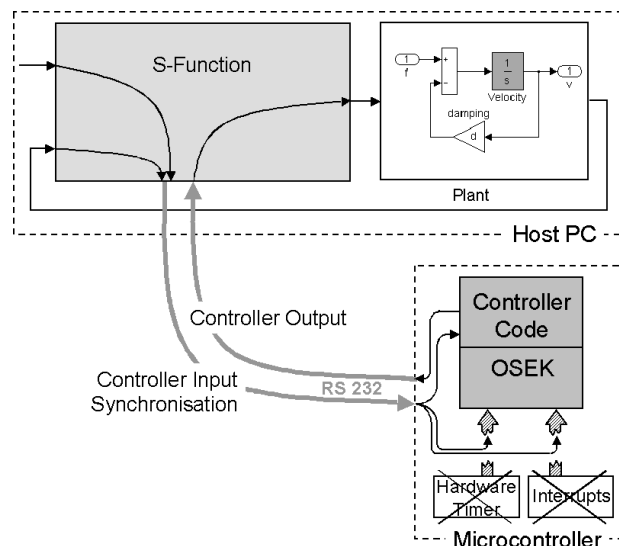 S-Function
1
f
+
−
1
s
Velocity
1
v
damping
d
Plant
Host PC
Controller Output
Controller Input
Synchronisation
RS 232
Controller
Code
OSEK
Hardware
Timer
Interrupts
Microcontroller